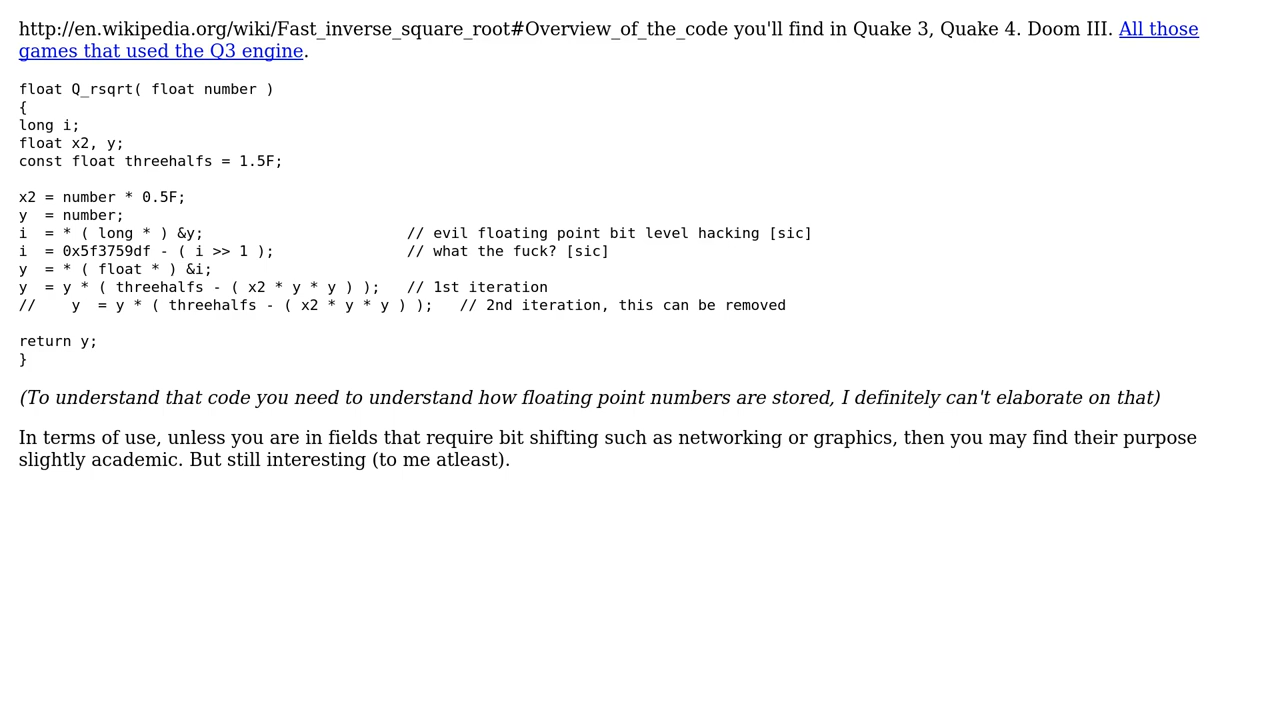 http://en.wikipedia.org/wiki/Fast_inverse_square_root#Overview_of_the_code you'll find in Quake 3, Quake 4. Doom III. All those
games that used the Q3 engine.
float Q_rsqrt( float number )
{
long i;
float x2, y;
const float threehalfs = 1.5F;
x2 = number * 0.5F;
y  = number;
i  = * ( long * ) &y;                       // evil floating point bit level hacking [sic]
i  = 0x5f3759df - ( i >> 1 );               // what the fuck? [sic]
y  = * ( float * ) &i;
y  = y * ( threehalfs - ( x2 * y * y ) );   // 1st iteration
//    y  = y * ( threehalfs - ( x2 * y * y ) );   // 2nd iteration, this can be removed
return y;
}
(To understand that code you need to understand how floating point numbers are stored, I definitely can't elaborate on that)
In terms of use, unless you are in fields that require bit shifting such as networking or graphics, then you may find their purpose
slightly academic. But still interesting (to me atleast).